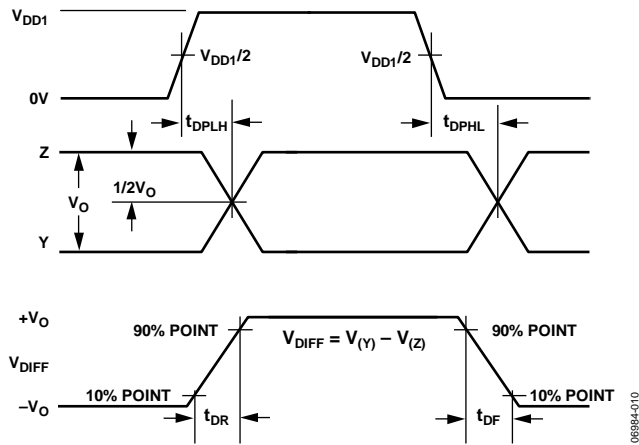 VDD1
VDD1/2
VDD1/2
0V
tDPLH
tDPHL
Z
VO
1/2VO
Y
+VO
90% POINT
VDIFF = V(Y) – V(Z)
90% POINT
VDIFF
10% POINT
10% POINT
–VO
tDR
tDF
06984-010